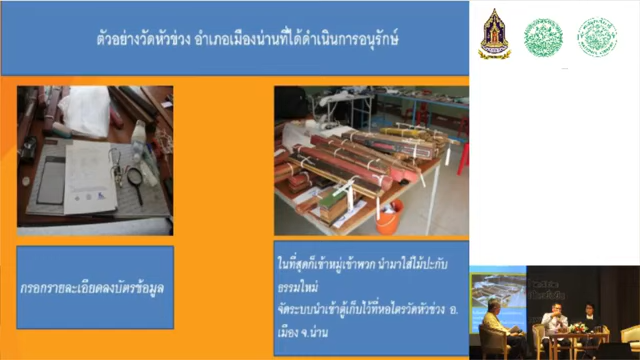 ตัวอย่างวัดหัวข่วง อำเภอเมืองน่านที่ได้ดำเนินการอนุรักษ์
กรอกรายละเอียดลงบัตรข้อมูล
ในที่สุดก็เข้าหมู่เข้าพวก นำมาใส่ไม้ประกับ
ธรรมใหม่
จัดระบบนำเข้าตู้เก็บไว้ที่หอไตรวัดหัวข่วง อ.
เมือง จ.น่าน